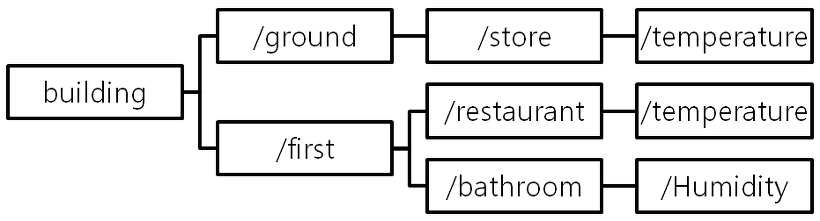 /ground
/store
/temperature
building
/restaurant
/temperature
/first
/bathroom
/Humidity